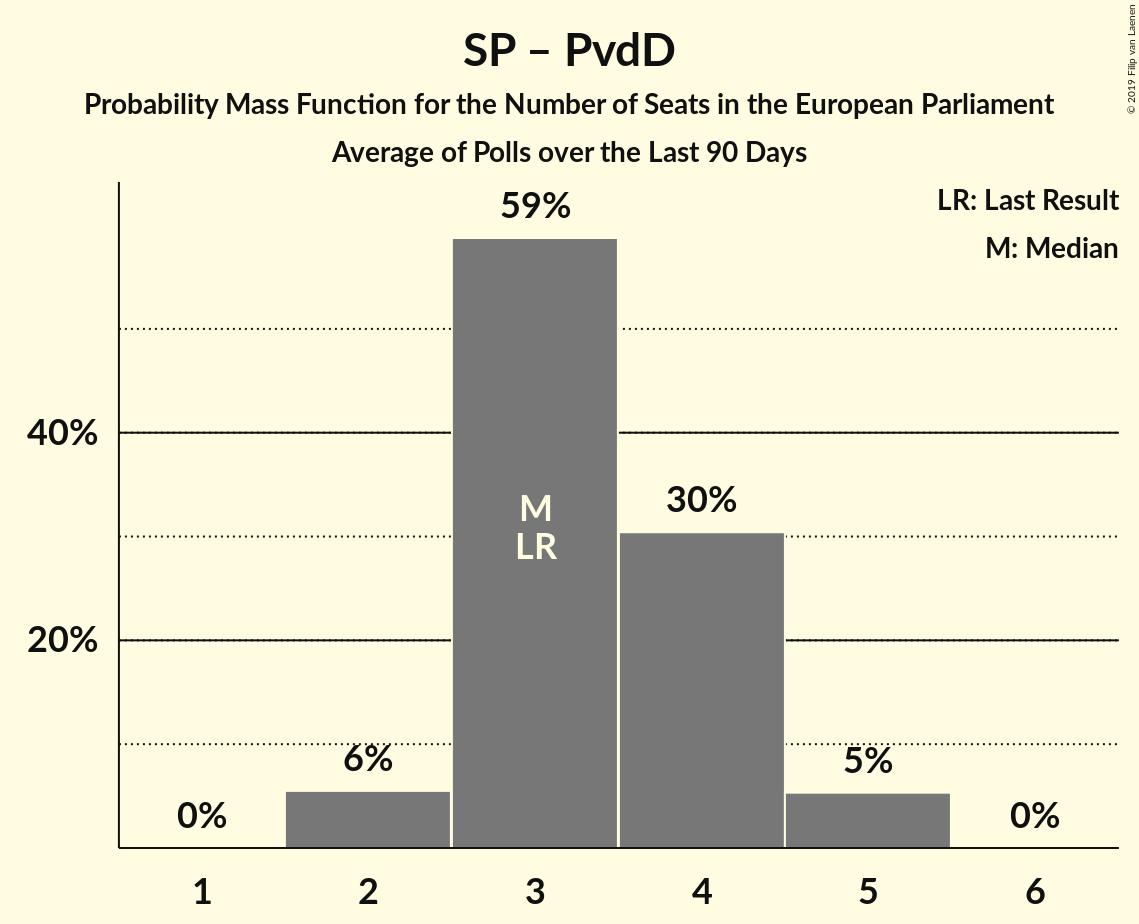 SP – PvdD
Probability Mass Function for the Number of Seats in the European Parliament
Average of Polls over the Last 90 Days
© 2019 Filip van Laenen
LR: Last Result
M: Median
59%
40%
30%
20%
M
LR
6%
5%
0%
0%
1
2
3
4
5
6